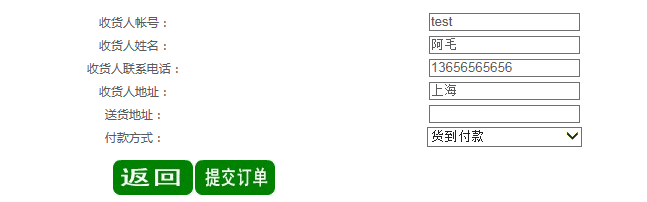 收货人帐号： test
收货人姓名： 阿毛
收货人联系电话： 13656565656
收货人地址： 上海
送货地址：
付款方式： 货到付款
返回 提交订单